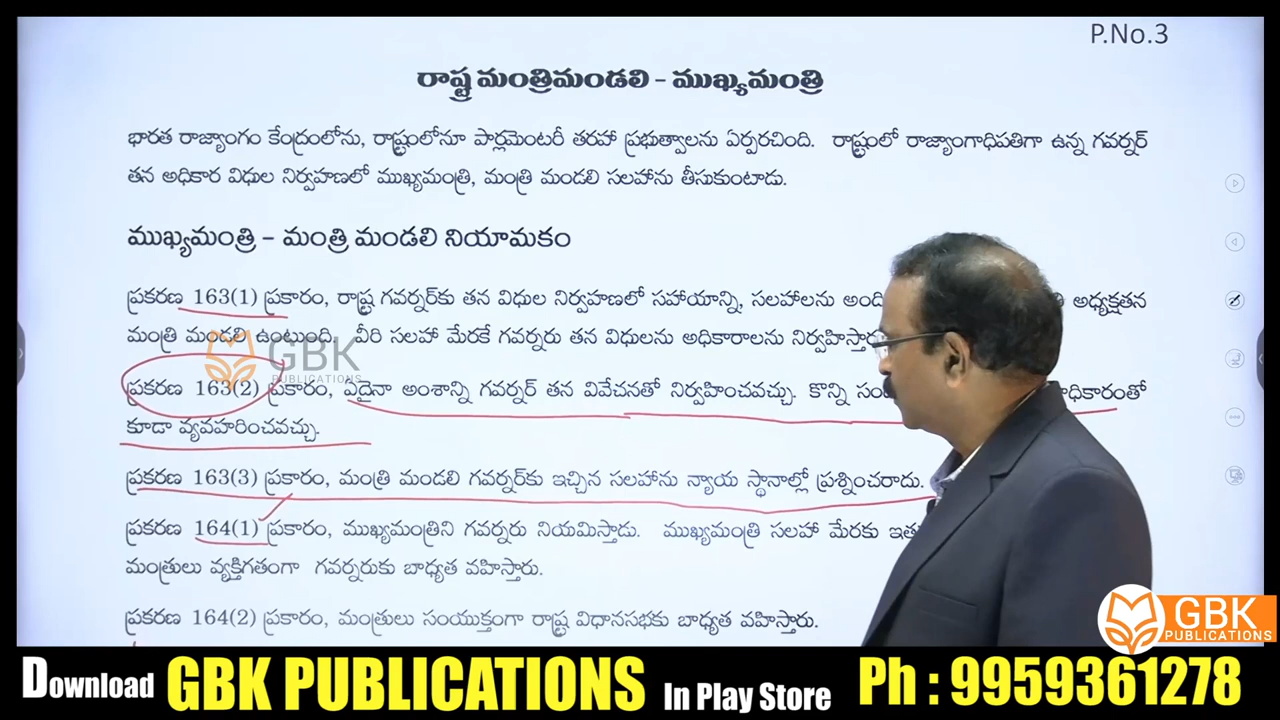 P.No.3
రాష్ట్ర మంత్రిమండలి - ముఖ్యమంత్రి
భారత రాజ్యాంగం కేంద్రంలోను, రాష్ట్రంలోనూ పార్లమెంటరీ తరహా ప్రభుత్వాలను ఏర్పరచింది. రాష్ట్రంలో రాజ్యాంగాధిపతిగా ఉన్న గవర్నర్
తన అధికార విధుల నిర్వహణలో ముఖ్యమంత్రి, మంత్రి మండలి సలహాను తీసుకుంటాడు.
ముఖ్యమంత్రి - మంత్రి మండలి నియామకం
ప్రకరణ 163(1) ప్రకారం, రాష్ట్ర గవర్నర్‌కు తన విధుల నిర్వహణలో సహాయాన్ని, సలహాలను అధ్యక్షతన
మంత్రి మండలి ఉంటుంది. వీరి సలహా మేరకే గవర్నరు తన విధులను అధికారాలను నిర్వహిస్తారు
GBK
PUBLICATIONS
ప్రకరణ 163(2) ప్రకారం, ఏదైనా అంశాన్ని గవర్నర్ తన వివేచనతో నిర్వహించవచ్చు. కొన్ని
కూడా వ్యవహరించవచ్చు.
ప్రకరణ 163(3) ప్రకారం, మంత్రి మండలి గవర్నర్‌కు ఇచ్చిన సలహాను న్యాయ స్థానాల్లో ప్రశ్నించరాదు.
ప్రకరణ 164(1) ప్రకారం, ముఖ్యమంత్రిని గవర్నరు నియమిస్తాడు. ముఖ్యమంత్రి సలహా మేరకు
మంత్రులు వ్యక్తిగతంగా గవర్నరుకు బాధ్యత వహిస్తారు.
ప్రకరణ 164(2) ప్రకారం, మంత్రులు సంయుక్తంగా రాష్ట్ర విధానసభకు బాధ్యత వహిస్తారు.
GBK
PUBLICATIONS
Download GBK PUBLICATIONS In Play Store Ph : 9959361278